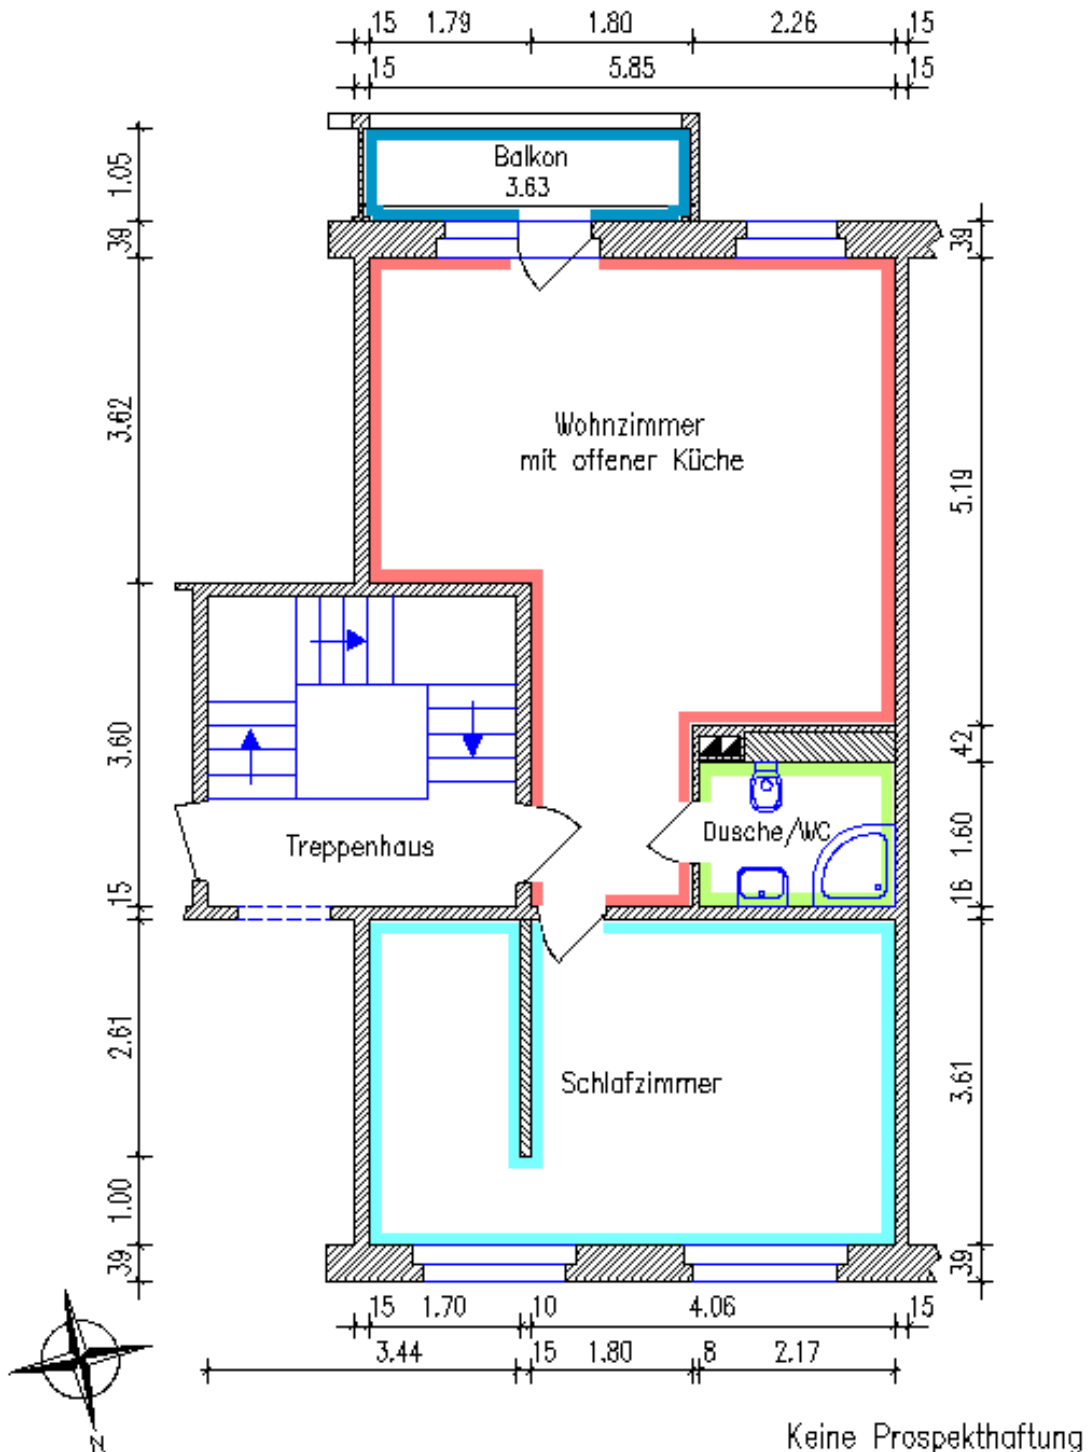 15 1.79 1.80 2.26 15
15 5.85 15
Balkon
3.63
1.05
39
39
3.62
Wohnzimmer
mit offener Küche
5.19
3.60
42
Treppenhaus
Dusche/WC
1.60
15
16
2.61
Schlafzimmer
3.61
1.00
39
39
15 1.70 10 4.06 15
3.44 15 1.80 8 2.17
N
Keine Prospekthaftung